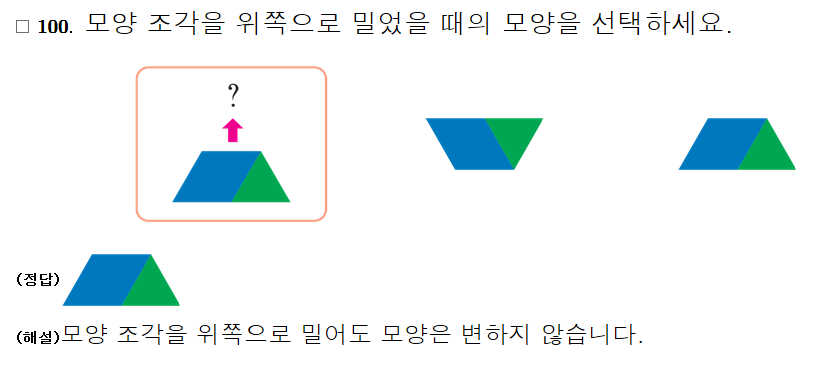 □ 100. 모양 조각을 위쪽으로 밀었을 때의 모양을 선택하세요.
?
(정답)
(해설)모양 조각을 위쪽으로 밀어도 모양은 변하지 않습니다.